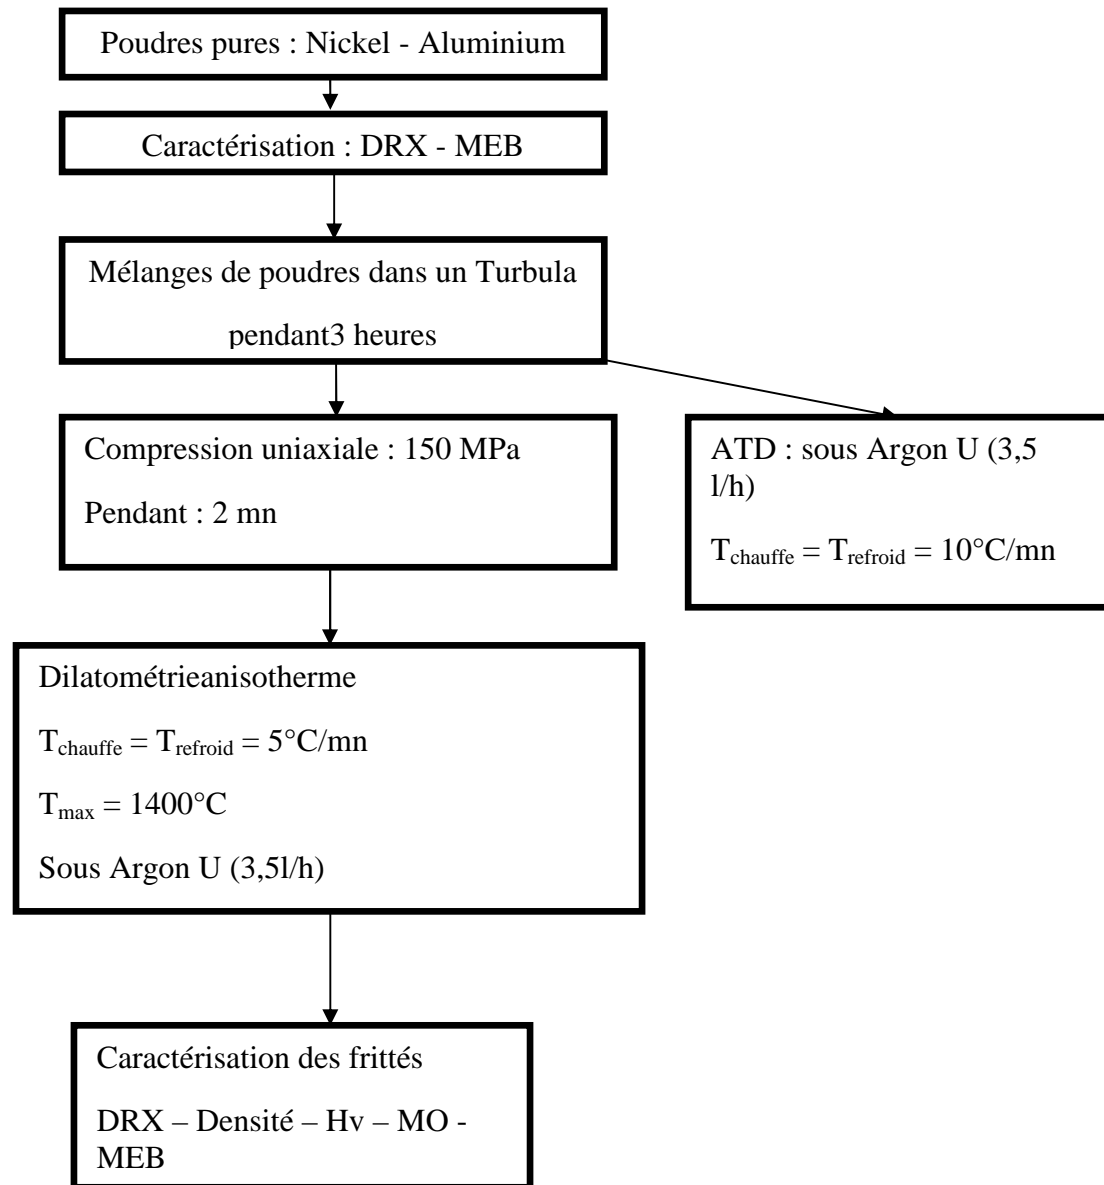 Poudres pures : Nickel - Aluminium
Caractérisation : DRX - MEB
Mélanges de poudres dans un Turbula
pendant3 heures
Compression uniaxiale : 150 MPa
Pendant : 2 mn
ATD : sous Argon U (3,5
l/h)
Tchauffe = Trefroid = 10°C/mn
Dilatométrieanisotherme
Tchauffe = Trefroid = 5°C/mn
Tmax = 1400°C
Sous Argon U (3,5l/h)
Caractérisation des frittés
DRX – Densité – Hv – MO -
MEB